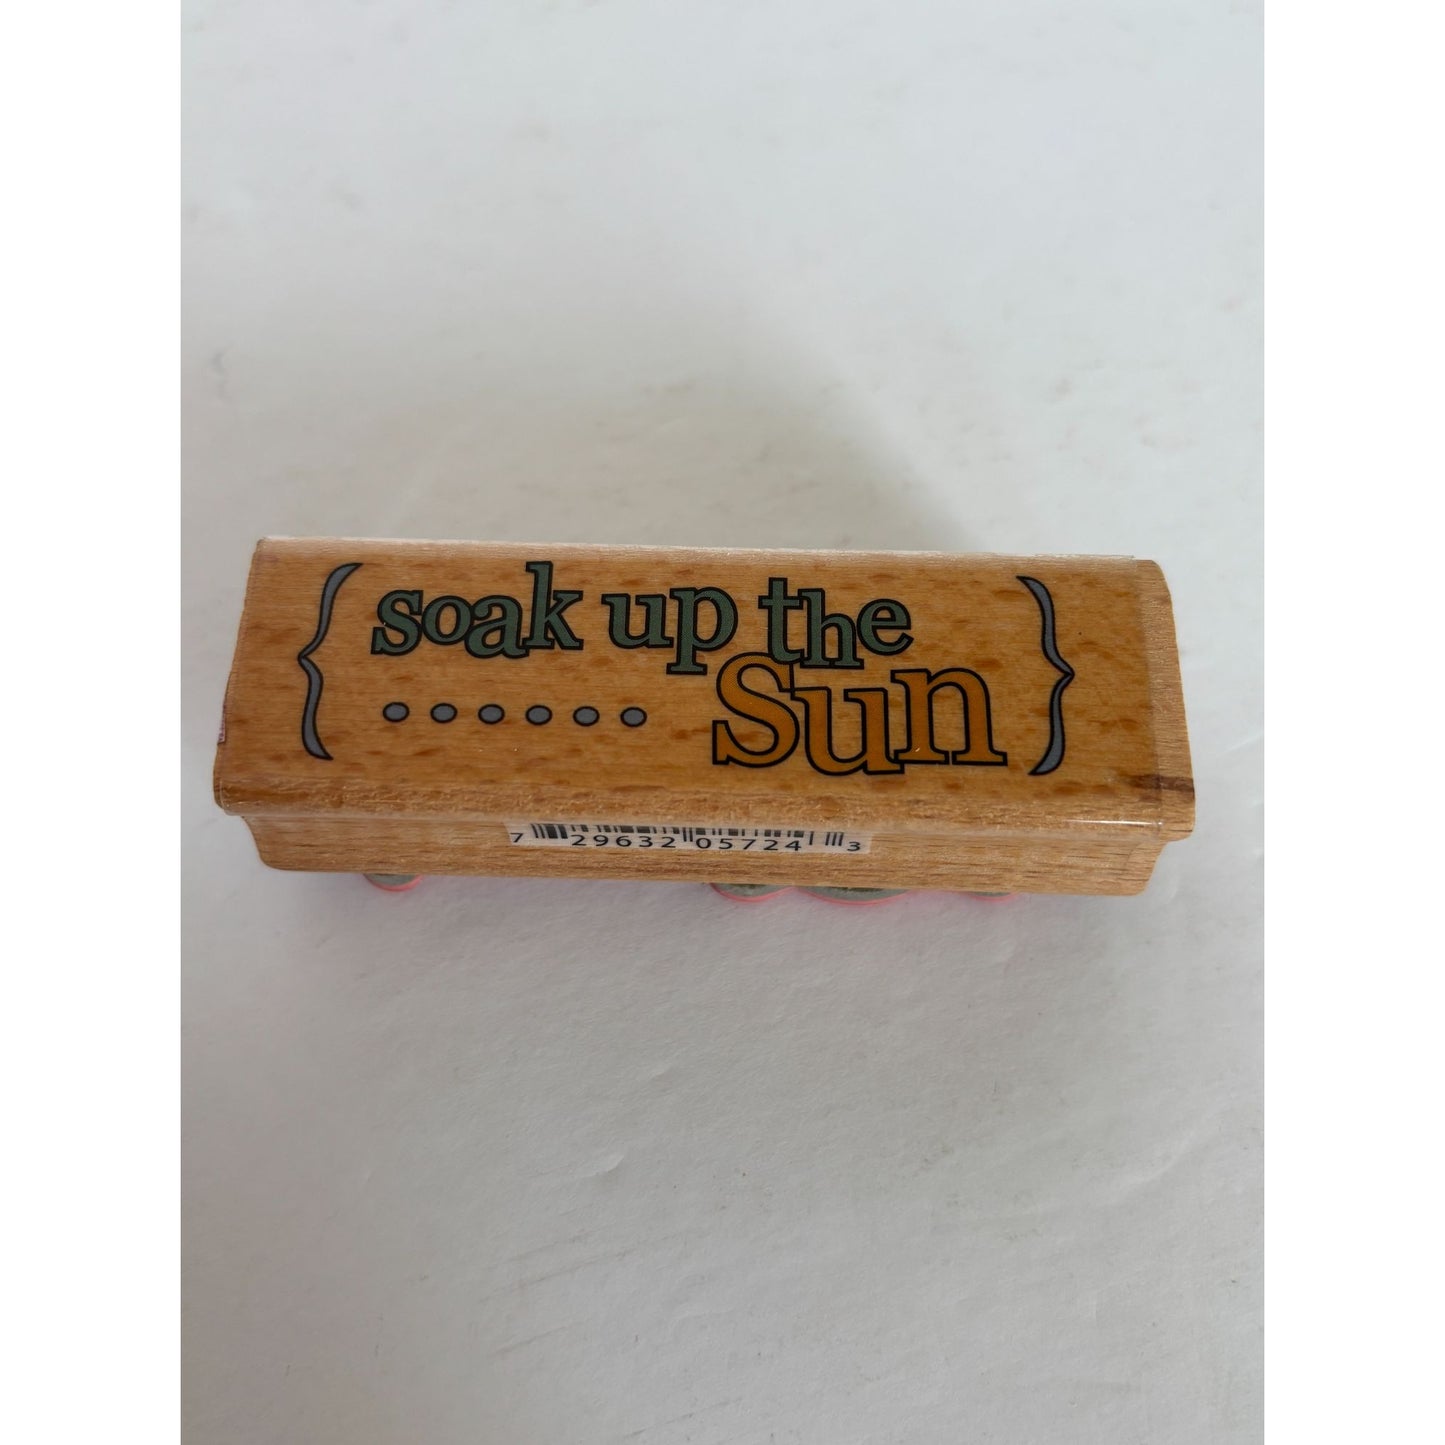 { soak up the
...... Sun }
7 29632 05724 3